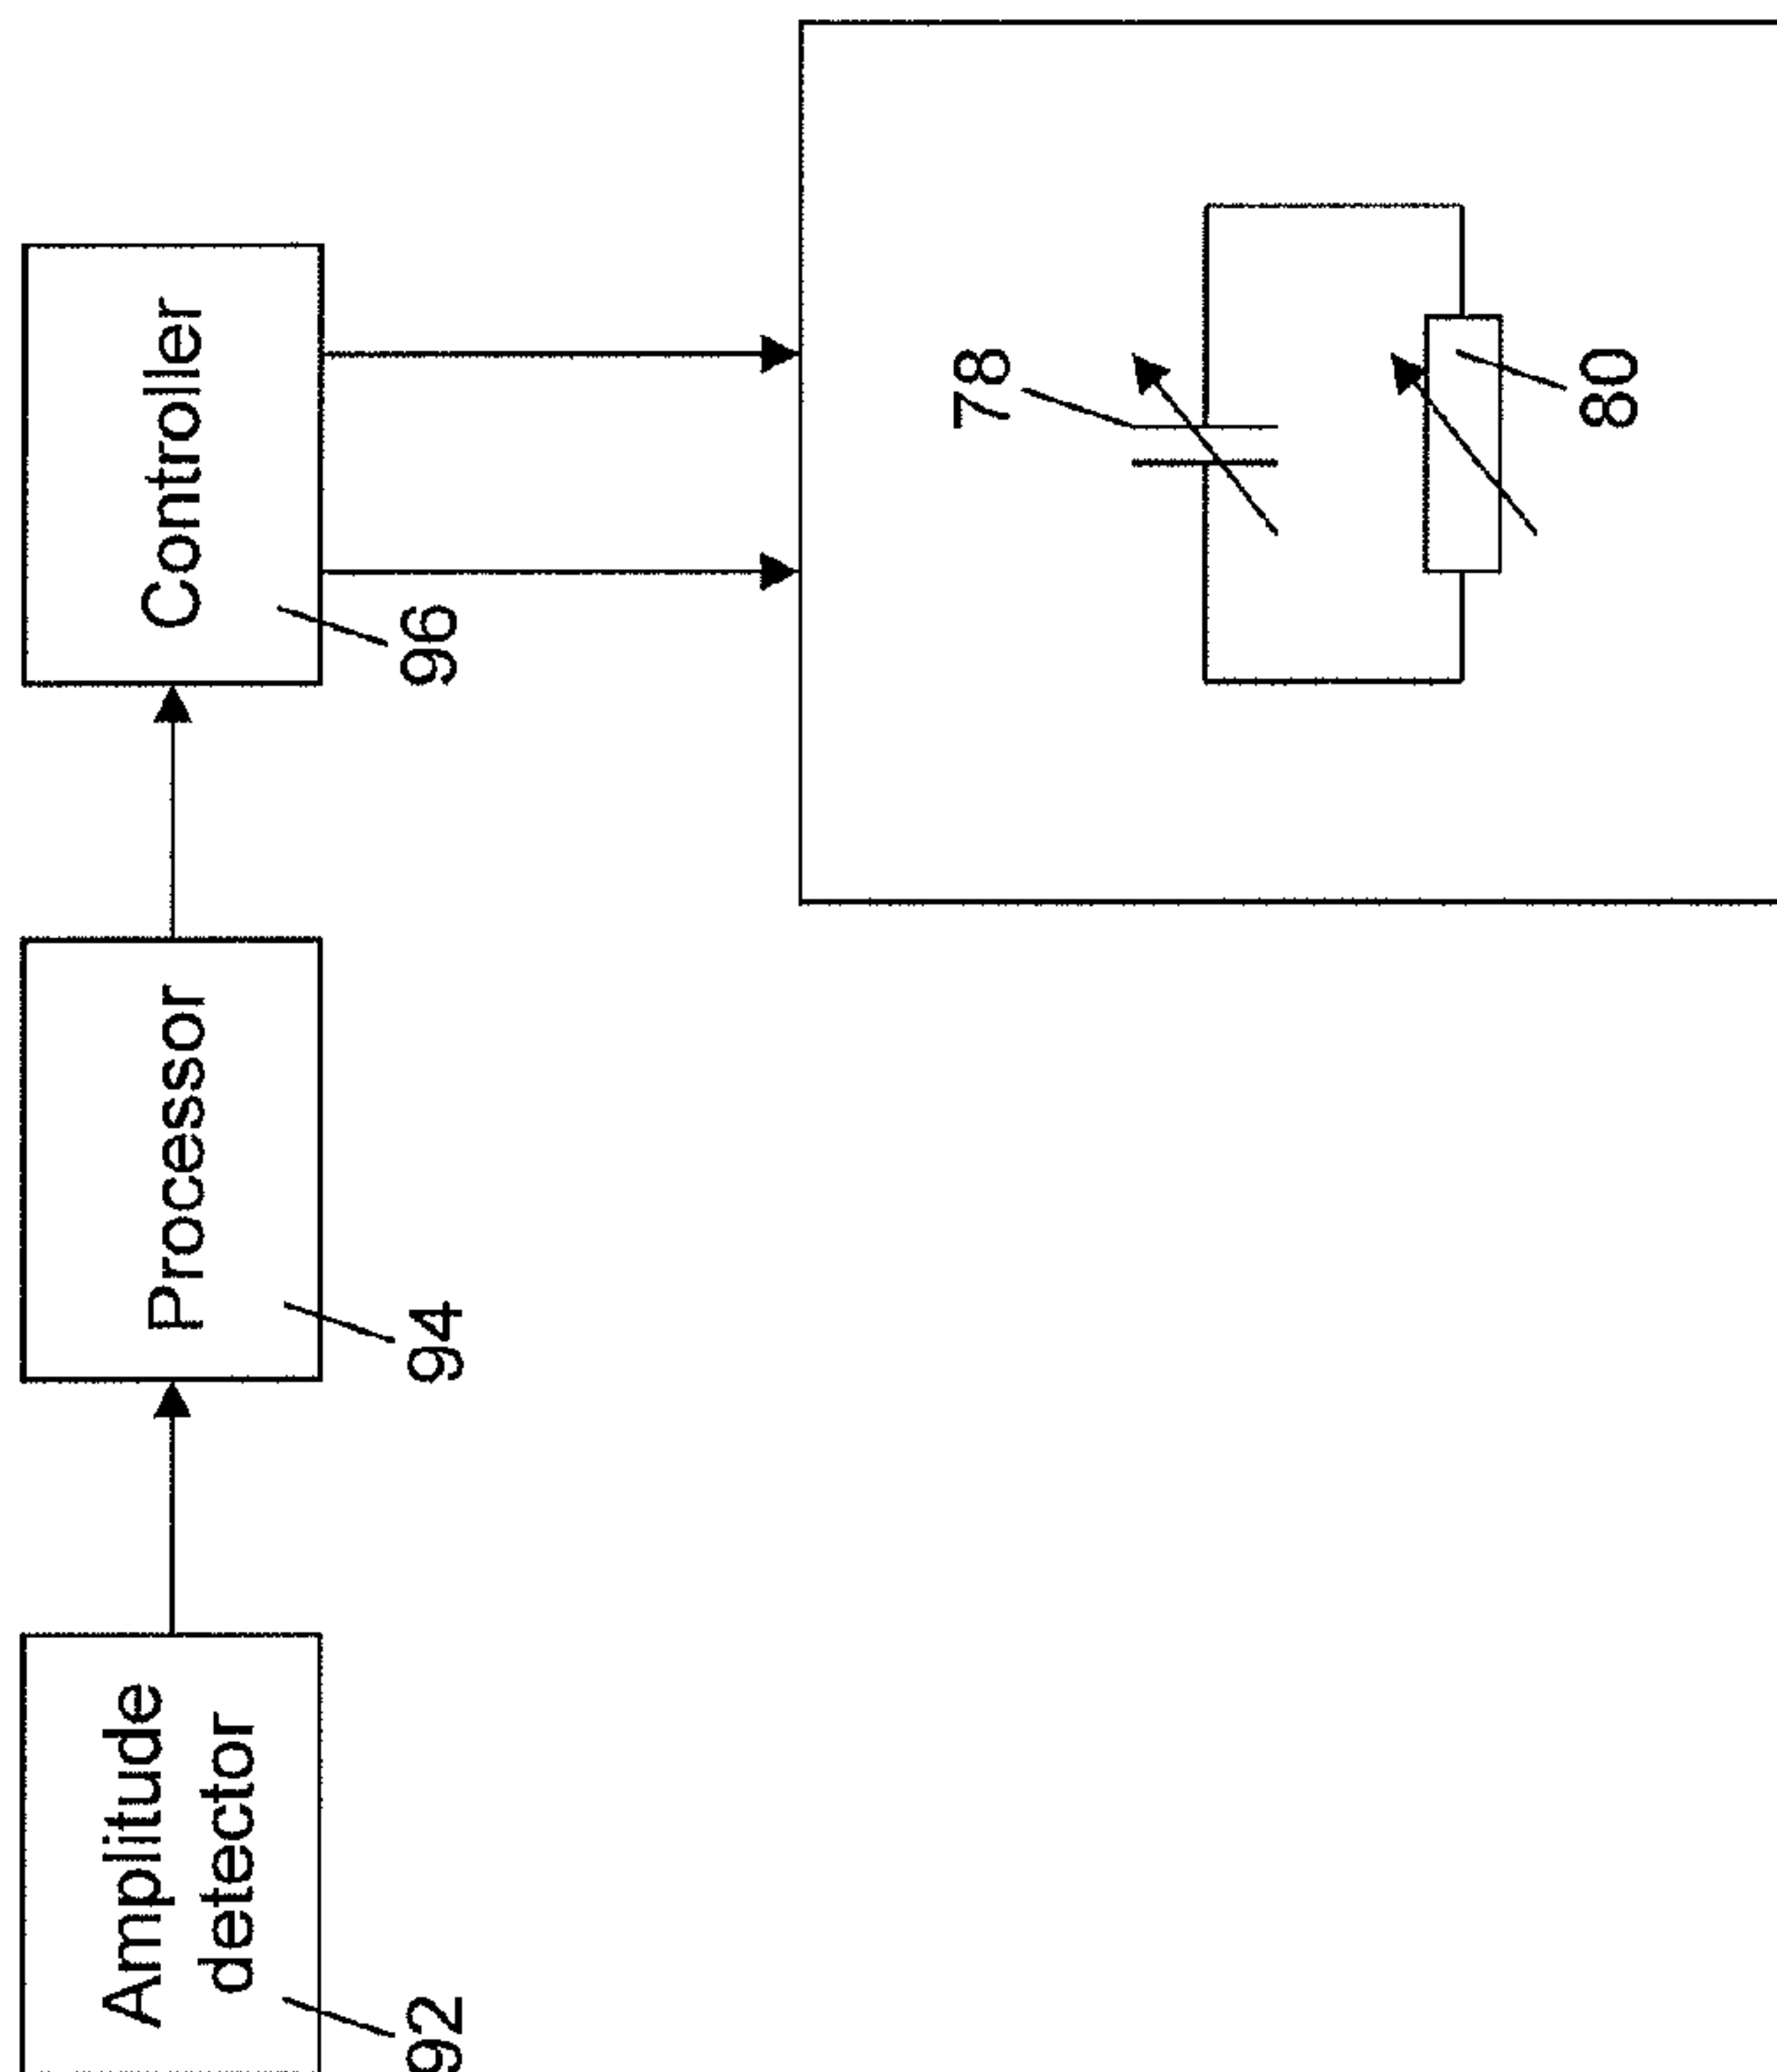 Amplitude
detector
92
Processor
94
Controller
96
78
80